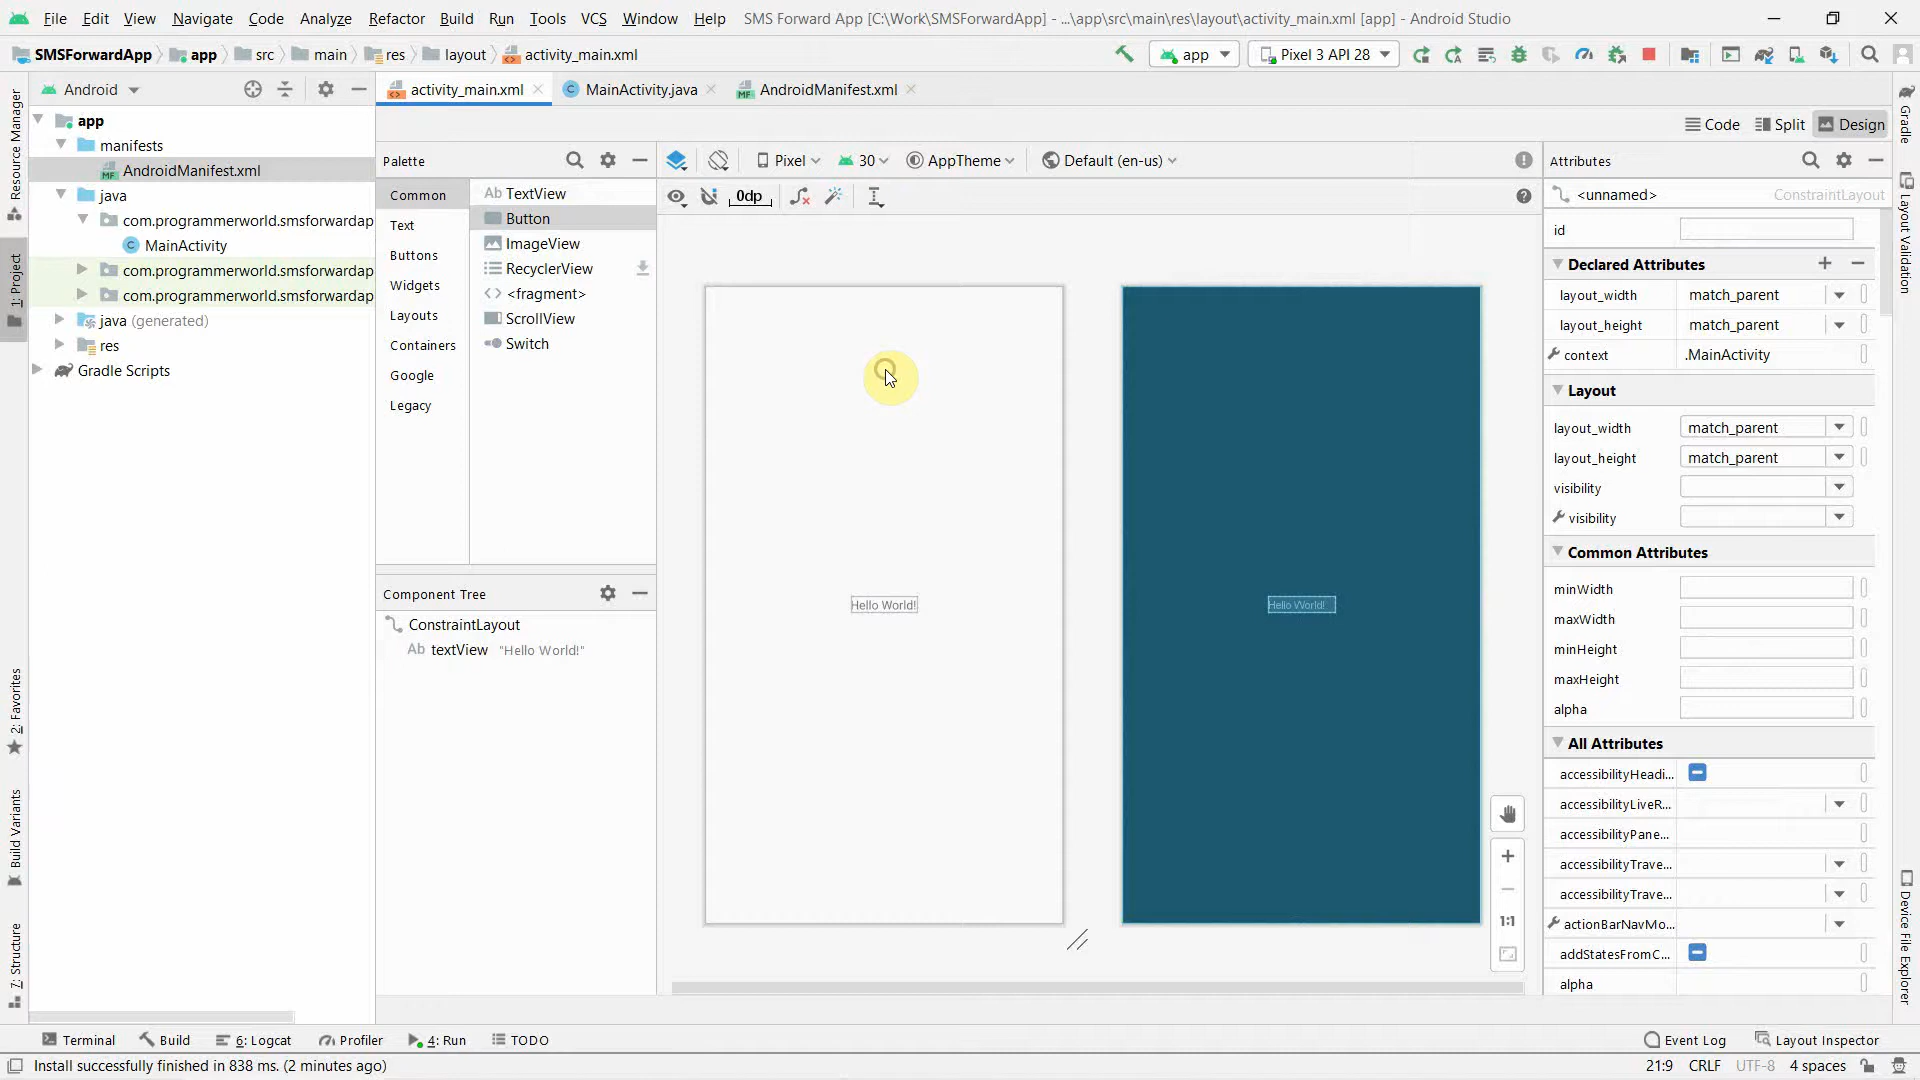 File Edit View Navigate Code Analyze Refactor Build Run Tools VCS Window Help SMS Forward App [C:\Work\SMSForwardApp] - ...\app\src\main\res\layout\activity_main.xml [app] - Android Studio
SMSForwardApp app src main res layout activity_main.xml app Pixel 3 API 28
Android activity_main.xml MainActivity.java AndroidManifest.xml
Code Split Design
app
manifests
AndroidManifest.xml
java
com.programmerworld.smsforwardap
MainActivity
com.programmerworld.smsforwardap
com.programmerworld.smsforwardap
java (generated)
res
Gradle Scripts
Resource Manager
1: Project
2: Favorites
Build Variants
7: Structure
Palette
Common
Text
Buttons
Widgets
Layouts
Containers
Google
Legacy
Ab TextView
Button
ImageView
RecyclerView
<fragment>
ScrollView
Switch
Component Tree
ConstraintLayout
Ab textView "Hello World!"
Pixel 30 AppTheme Default (en-us)
0dp
Hello World!
Hello World!
1:1
Attributes
<unnamed> ConstraintLayout
id
Declared Attributes
layout_width match_parent
layout_height match_parent
context .MainActivity
Layout
layout_width match_parent
layout_height match_parent
visibility
visibility
Common Attributes
minWidth
maxWidth
minHeight
maxHeight
alpha
All Attributes
accessibilityHeadi...
accessibilityLiveR...
accessibilityPane...
accessibilityTrave...
accessibilityTrave...
actionBarNavMo...
addStatesFromC...
alpha
Gradle
Layout Validation
Device File Explorer
Terminal Build 6: Logcat Profiler 4: Run TODO Event Log Layout Inspector
Install successfully finished in 838 ms. (2 minutes ago) 21:9 CRLF UTF-8 4 spaces